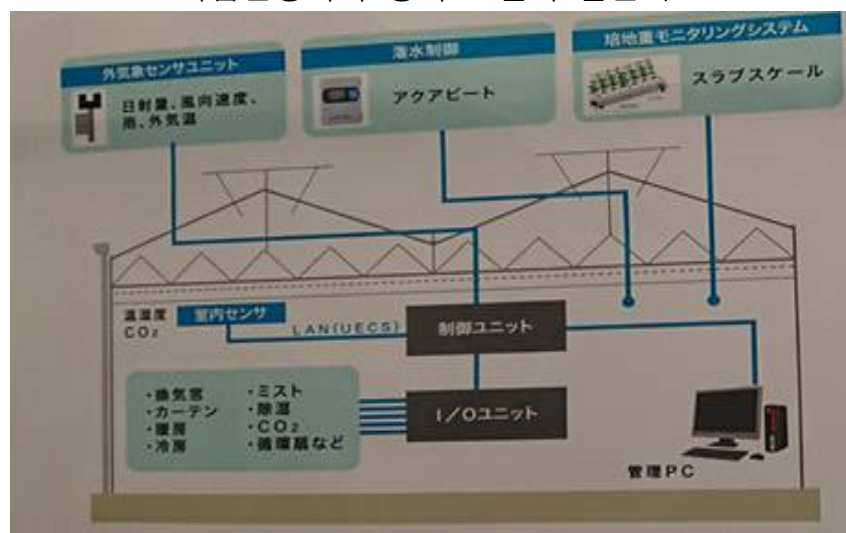 外気象センサユニット
日射量、風向速度、
雨、外気温
潅水制御
アクアビート
培地重モニタリングシステム
スラブスケール
温湿度
CO₂
室内センサ
LAN(UECS)
制御ユニット
・換気窓
・カーテン
・暖房
・冷房
・ミスト
・除湿
・CO₂
・循環扇など
I/Oユニット
管理PC